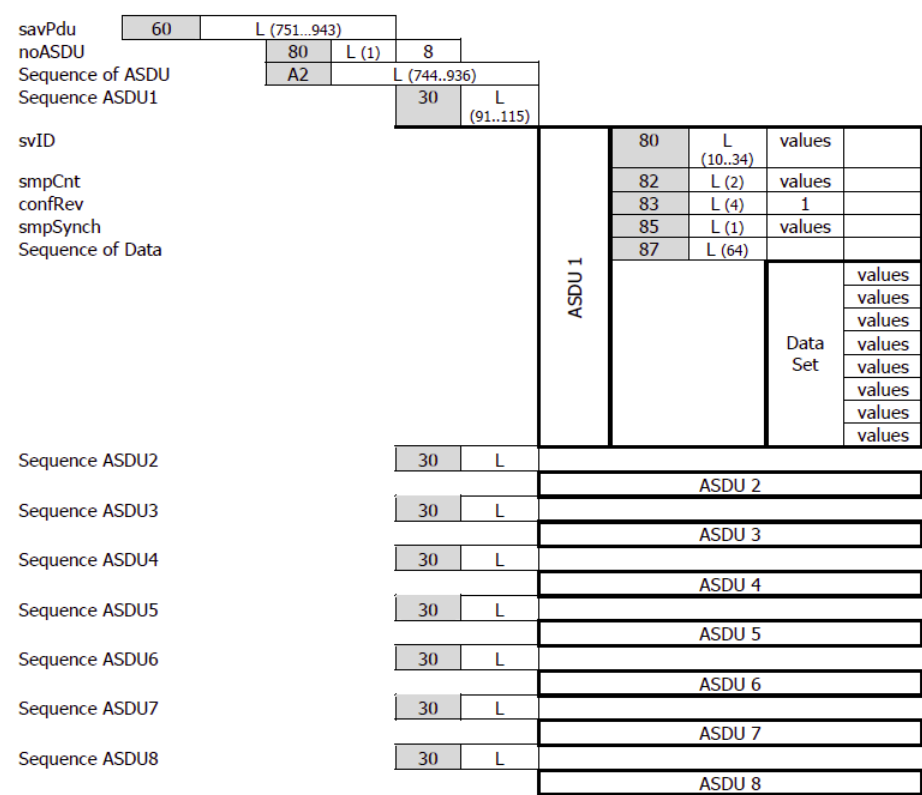 savPdu 60 L (751...943)
noASDU 80 L (1) 8
Sequence of ASDU A2 L (744..936)
Sequence ASDU1 30 L
(91..115)
svID 80 L values
(10..34)
smpCnt 82 L (2) values
confRev 83 L (4) 1
smpSynch 85 L (1) values
Sequence of Data 87 L (64)
ASDU 1
values
values
values
Data values
Set values
values
values
values
Sequence ASDU2 30 L
ASDU 2
Sequence ASDU3 30 L
ASDU 3
Sequence ASDU4 30 L
ASDU 4
Sequence ASDU5 30 L
ASDU 5
Sequence ASDU6 30 L
ASDU 6
Sequence ASDU7 30 L
ASDU 7
Sequence ASDU8 30 L
ASDU 8